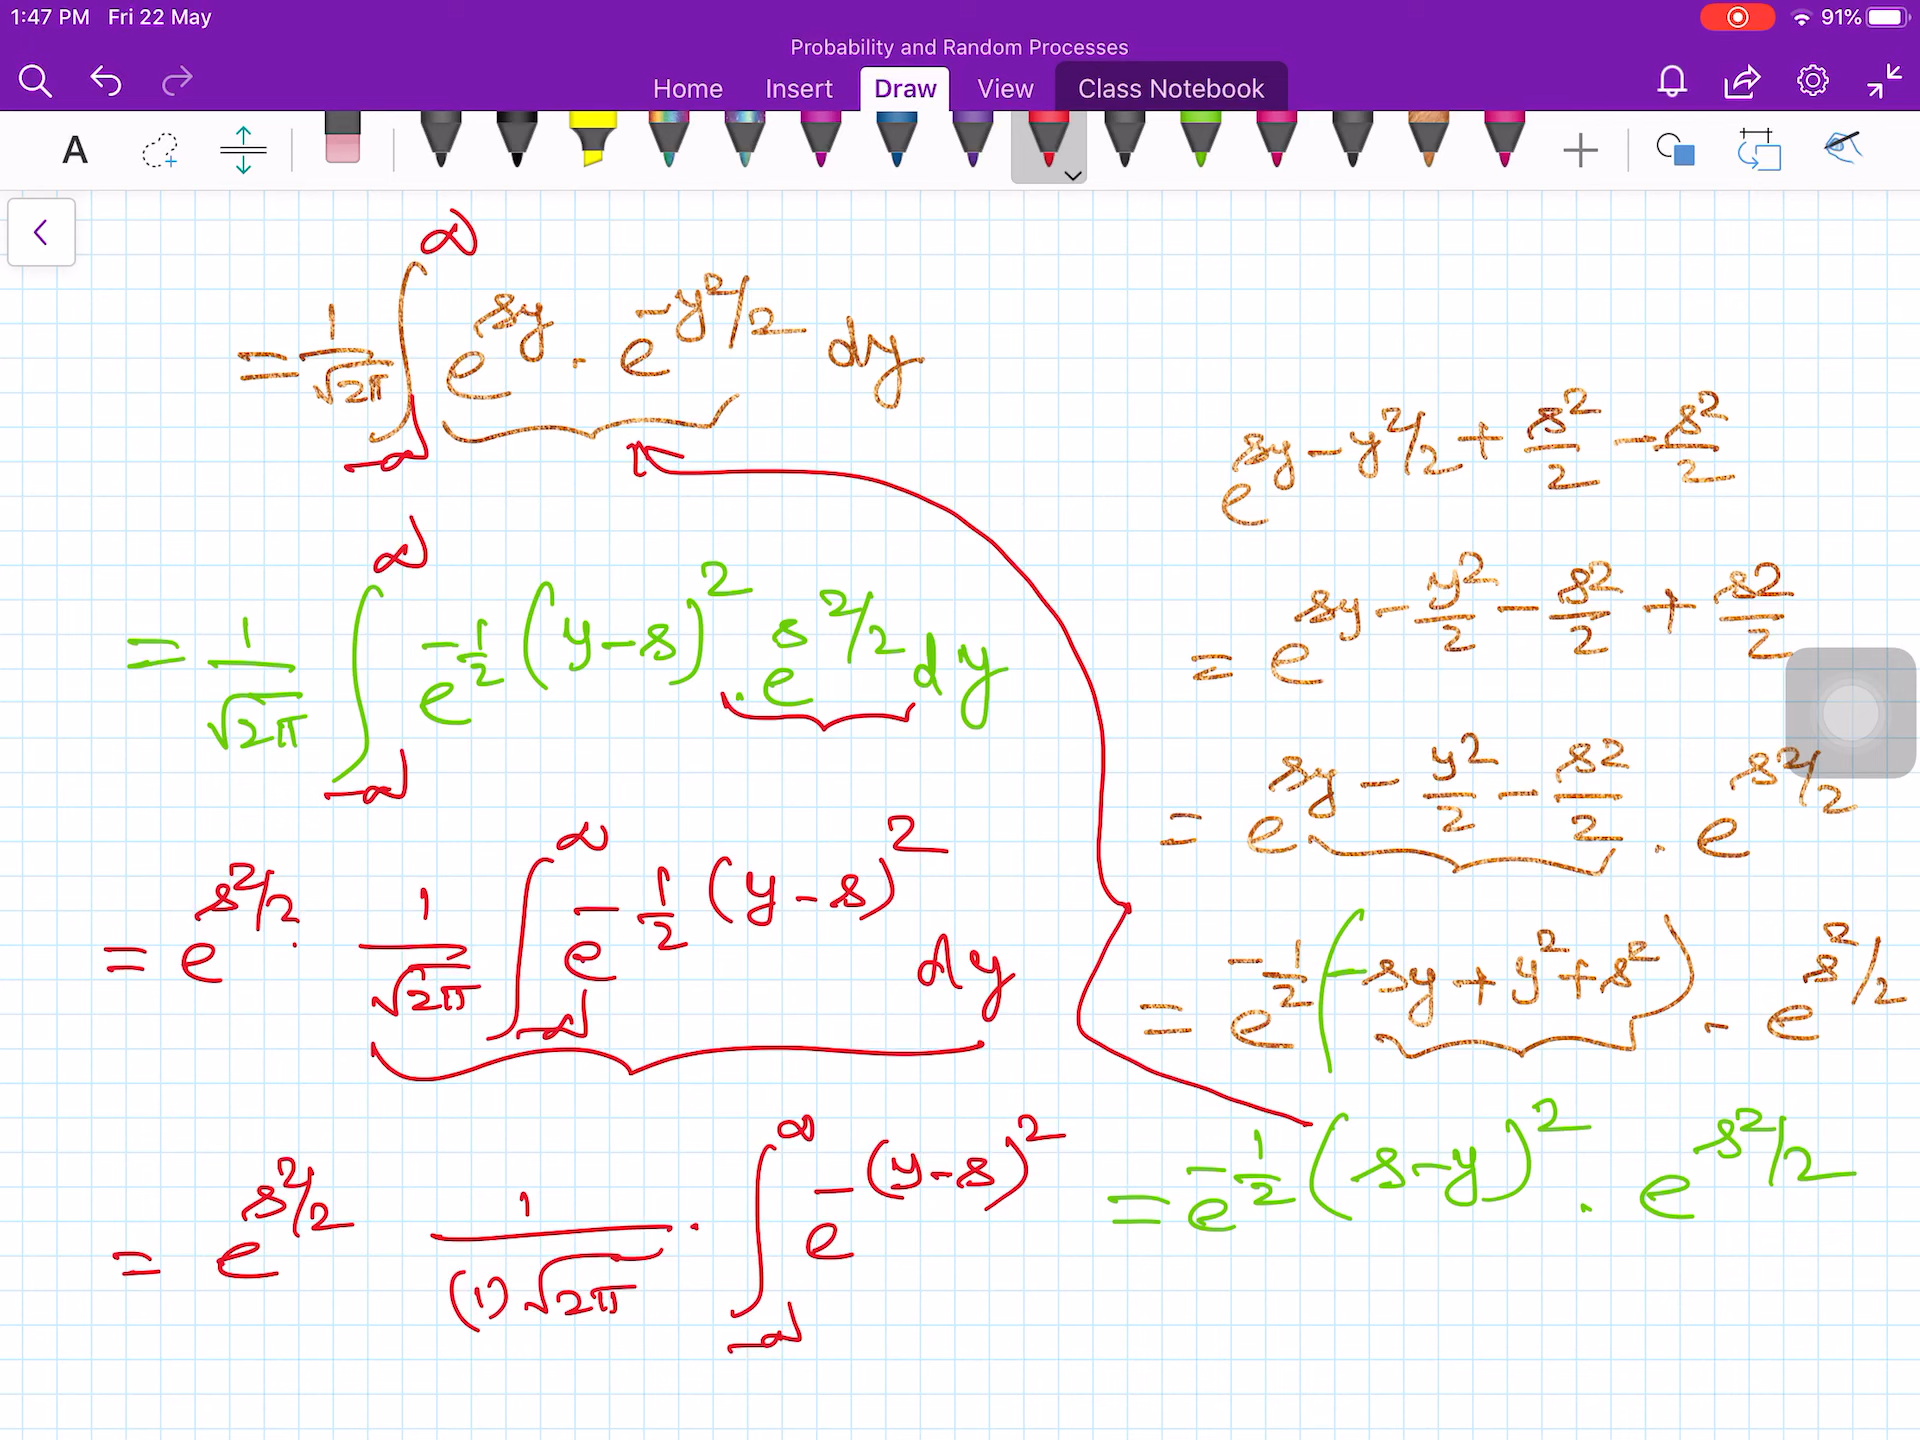 1:47 PM Fri 22 May
91%
Probability and Random Processes
Home Insert Draw View Class Notebook
A
= 1/√2π ∫_{-∞}^{∞} e^{sy} · e^{-y²/2} dy
= 1/√2π ∫_{-∞}^{∞} e^{-1/2 (y-s)²} · e^{s²/2} dy
= e^{s²/2} · 1/√2π ∫_{-∞}^{∞} e^{-1/2 (y-s)²} dy
= e^{s²/2} 1/((1)√2π) · ∫_{-∞}^{∞} e^{-(y-s)²}
e^{sy - y²/2 + s²/2 - s²/2}
= e^{sy - y²/2 - s²/2 + s²/2}
= e^{sy - y²/2 - s²/2} · e^{s²/2}
= e^{-1/2 (-sy + y² + s²)} · e^{s²/2}
= e^{-1/2 (s-y)²} · e^{s²/2}